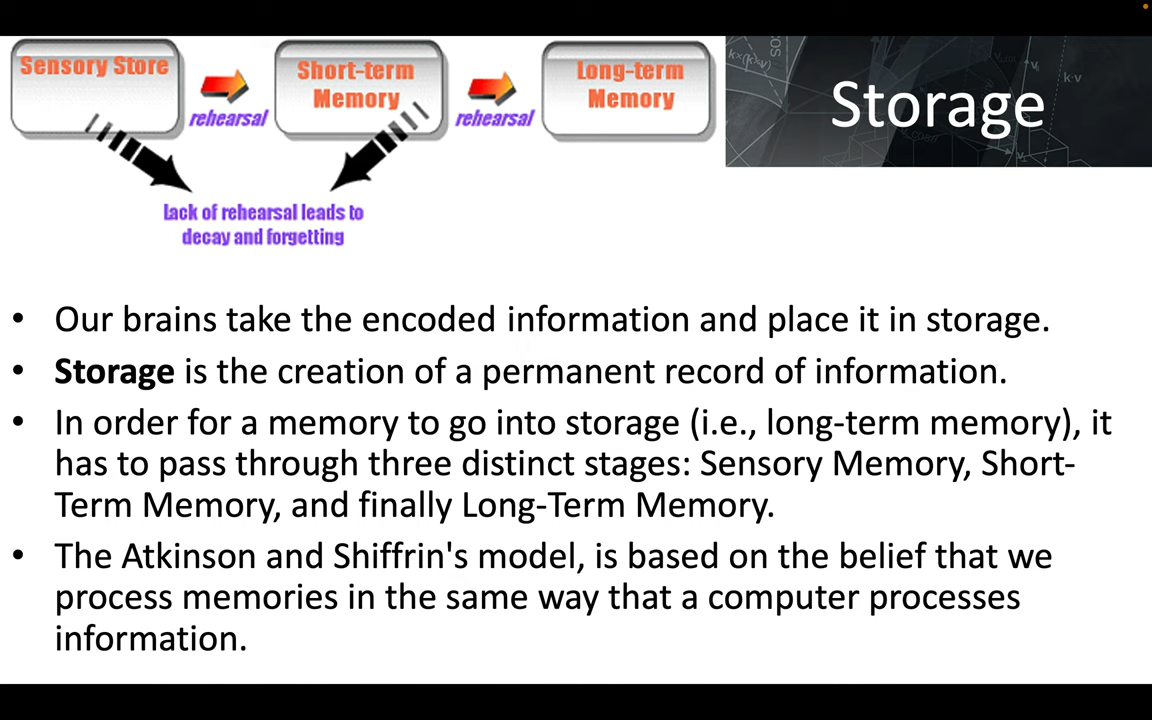 Sensory Store
rehearsal
Short-term
Memory
rehearsal
Long-term
Memory
Lack of rehearsal leads to
decay and forgetting
Storage
• Our brains take the encoded information and place it in storage.
• Storage is the creation of a permanent record of information.
• In order for a memory to go into storage (i.e., long-term memory), it
has to pass through three distinct stages: Sensory Memory, Short-
Term Memory, and finally Long-Term Memory.
• The Atkinson and Shiffrin's model, is based on the belief that we
process memories in the same way that a computer processes
information.